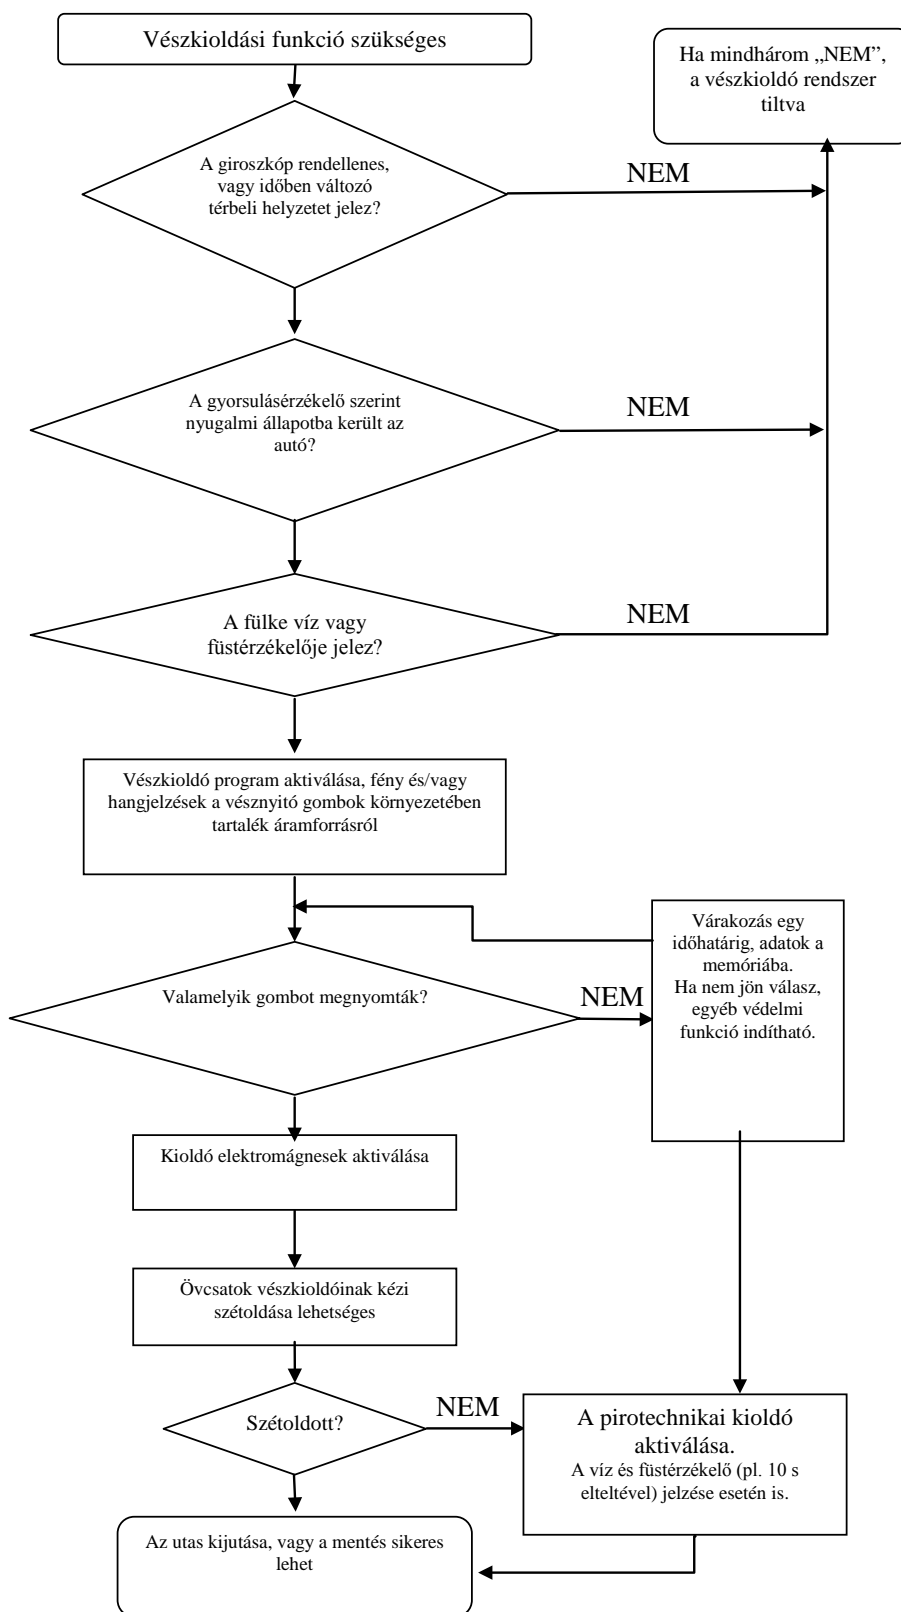 Vészkioldási funkció szükséges
Ha mindhárom „NEM”,
a vészkioldó rendszer
tiltva
A giroszkóp rendellenes,
vagy időben változó
térbeli helyzetet jelez?
NEM
A gyorsulásérzékelő szerint
nyugalmi állapotba került az
autó?
NEM
A fülke víz vagy
füstérzékelője jelez?
NEM
Vészkioldó program aktiválása, fény és/vagy
hangjelzések a vésznyitó gombok környezetében
tartalék áramforrásról
Valamelyik gombot megnyomták?
NEM
Várakozás egy
időhatárig, adatok a
memóriába.
Ha nem jön válasz,
egyéb védelmi
funkció indítható.
Kioldó elektromágnesek aktiválása
Övcsatok vészkioldóinak kézi
szétoldása lehetséges
Szétoldott?
NEM
A pirotechnikai kioldó
aktiválása.
A víz és füstérzékelő (pl. 10 s
elteltével) jelzése esetén is.
Az utas kijutása, vagy a mentés sikeres
lehet